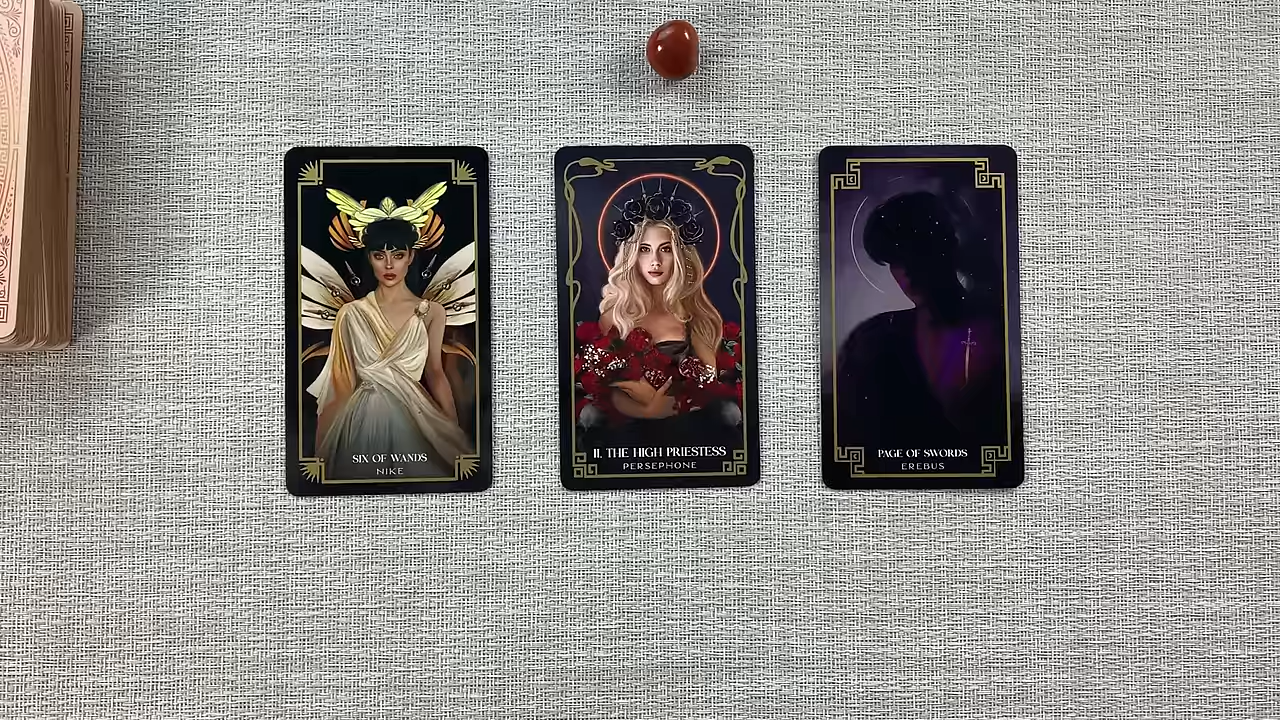 SIX OF WANDS
NIKE
II. THE HIGH PRIESTESS
PERSEPHONE
PAGE OF SWORDS
EREBUS